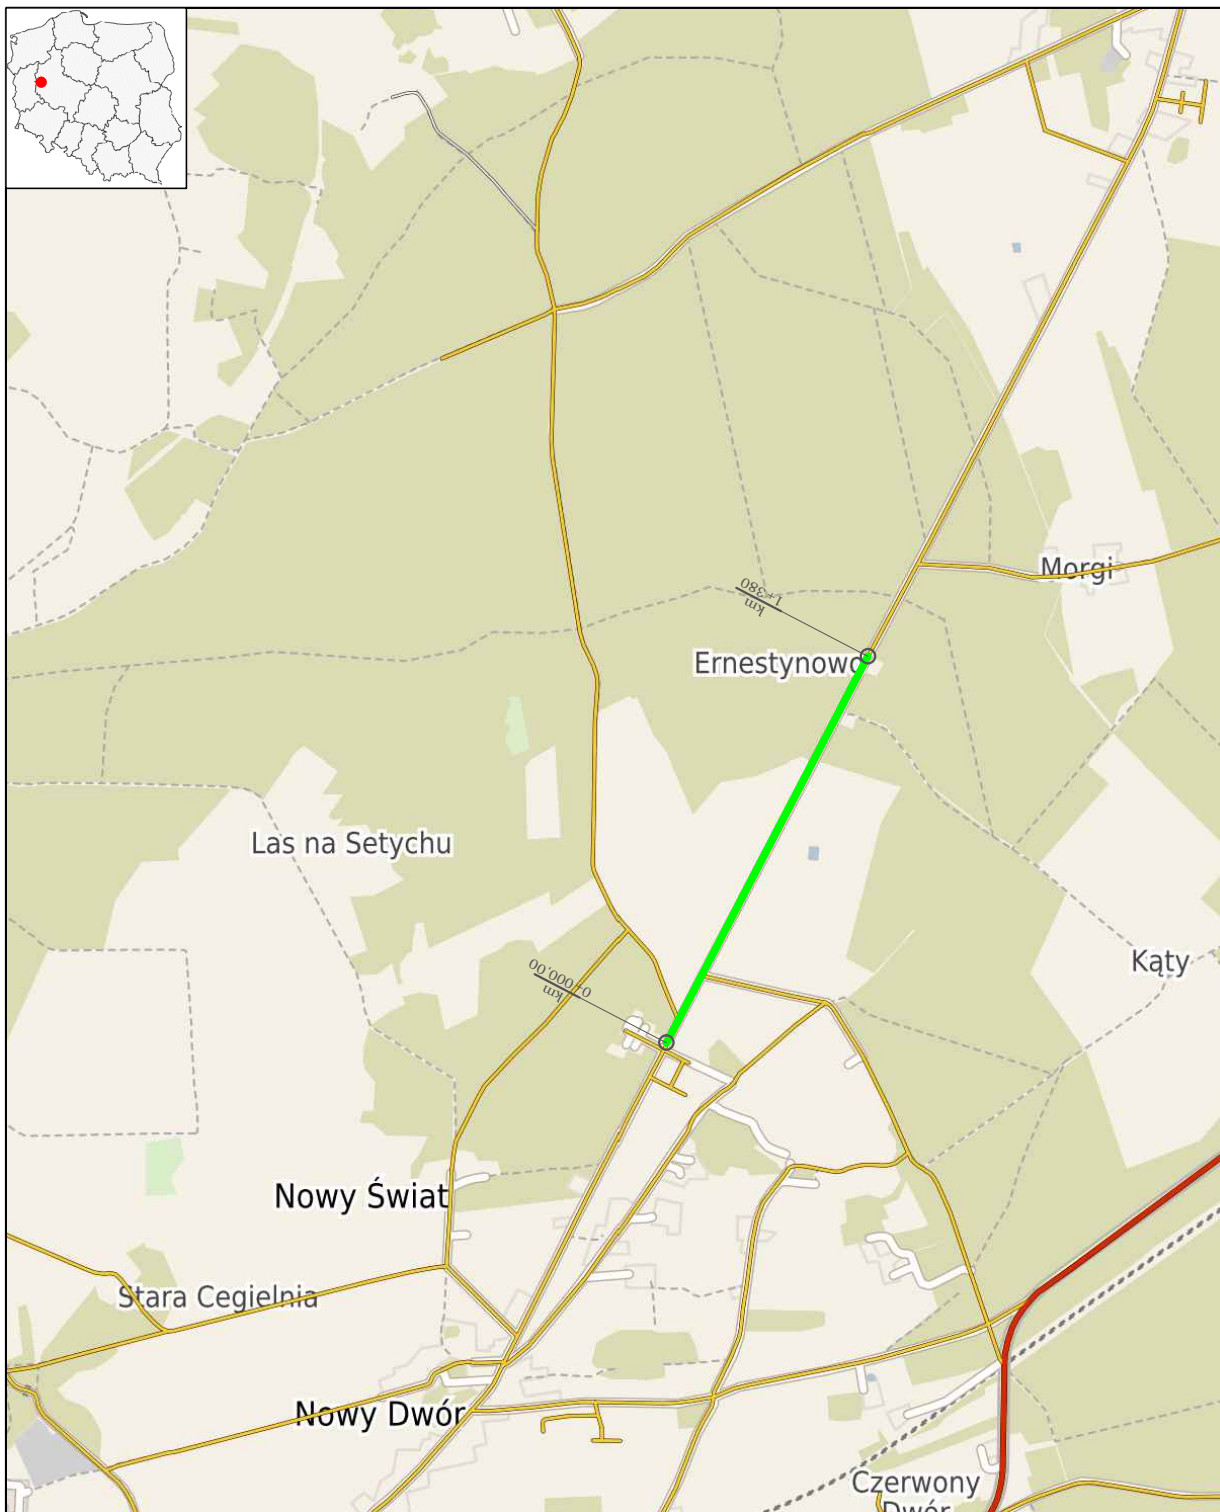 Morgi
km
1+380
Ernestynowo
Las na Setychu
Kąty
km
0+000,00
Nowy Świat
Stara Cegielnia
Nowy Dwór
Czerwony
Dwór